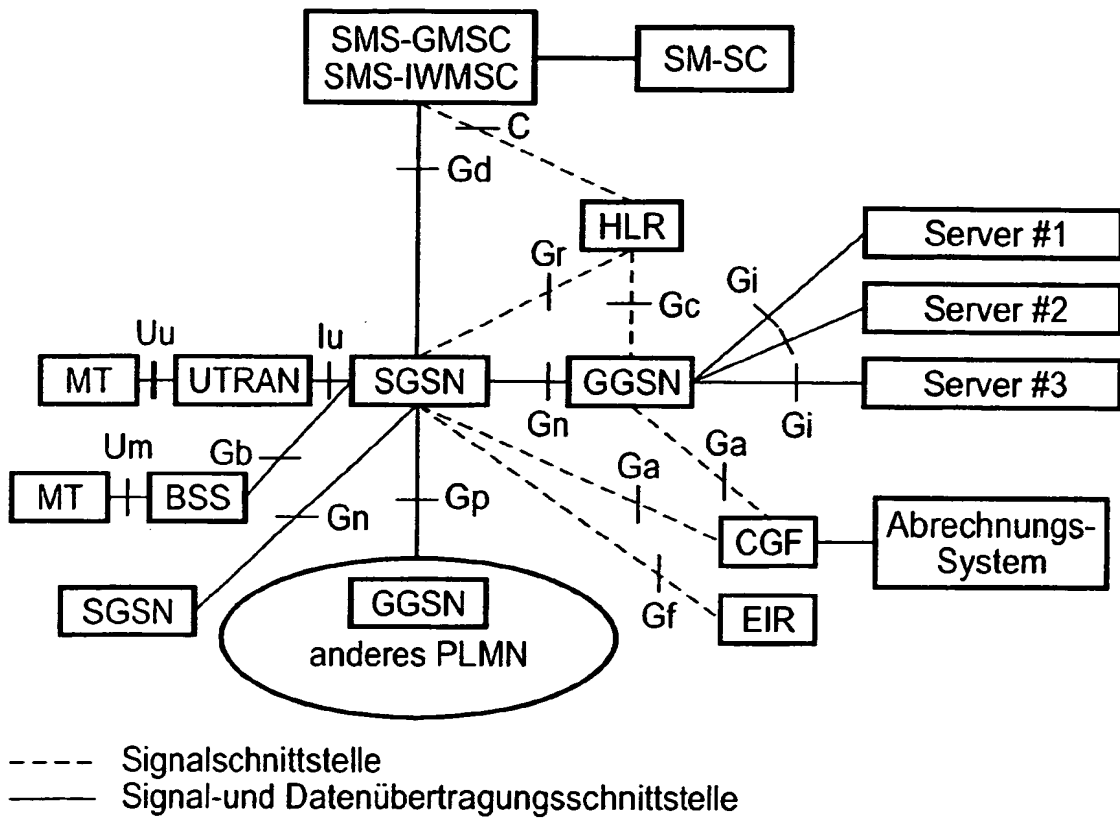 SMS-GMSC
SMS-IWMSC
SM-SC
C
Gd
HLR
Server #1
Gr
Gi
Gc
Server #2
Uu
Iu
MT
UTRAN
SGSN
GGSN
Server #3
Gn
Gi
Um
Gb
Ga
Ga
MT
BSS
Gn
Gp
CGF
Abrechnungs-
System
SGSN
GGSN
Gf
EIR
anderes PLMN
Signalschnittstelle
Signal-und Datenübertragungsschnittstelle